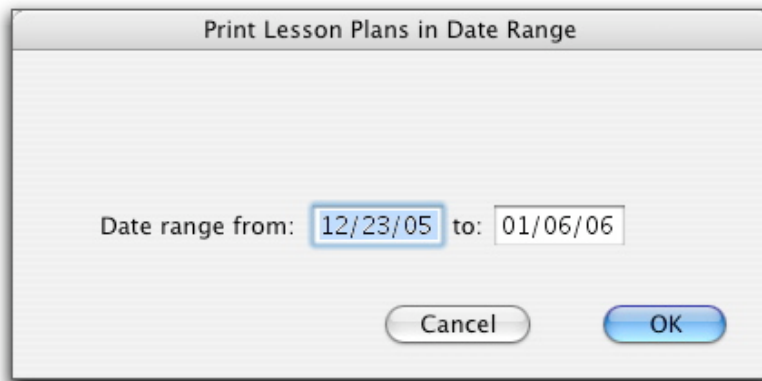 Print Lesson Plans in Date Range
Date range from: 12/23/05 to: 01/06/06
Cancel OK